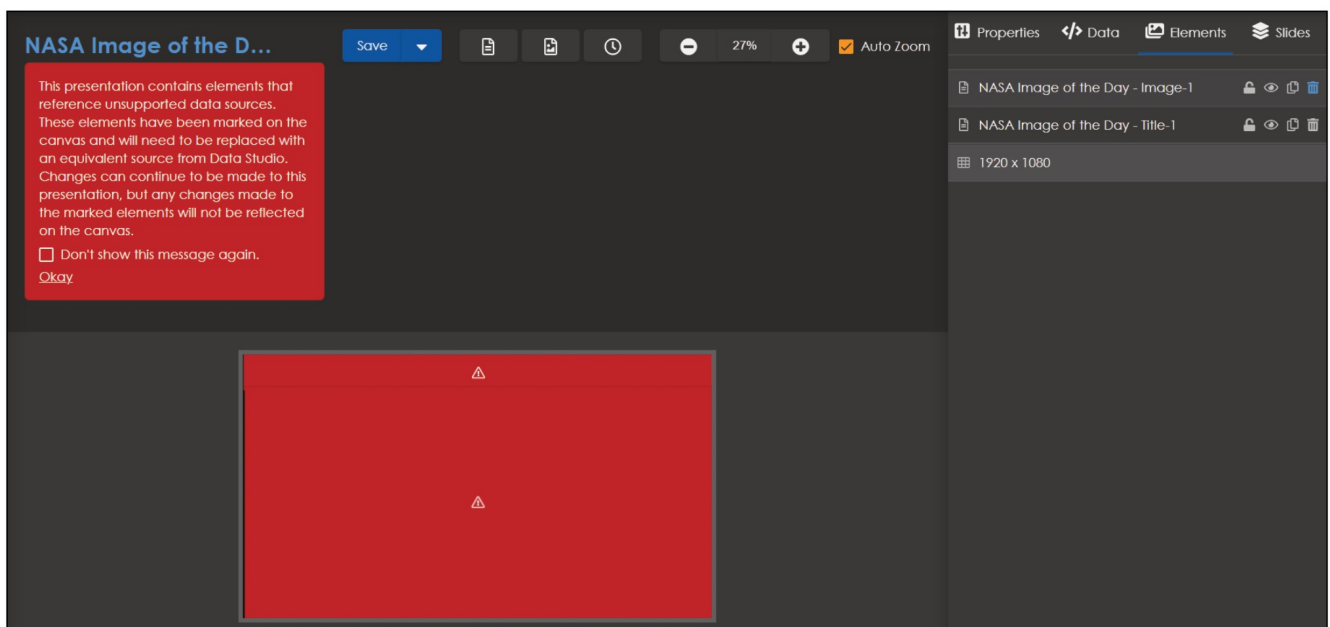 NASA Image of the D...
Save
27%
Auto Zoom
Properties
Data
Elements
Slides
This presentation contains elements that
reference unsupported data sources.
These elements have been marked on the
canvas and will need to be replaced with
an equivalent source from Data Studio.
Changes can continue to be made to this
presentation, but any changes made to
the marked elements will not be reflected
on the canvas.
Don't show this message again.
Okay
NASA Image of the Day - Image-1
NASA Image of the Day - Title-1
1920 x 1080